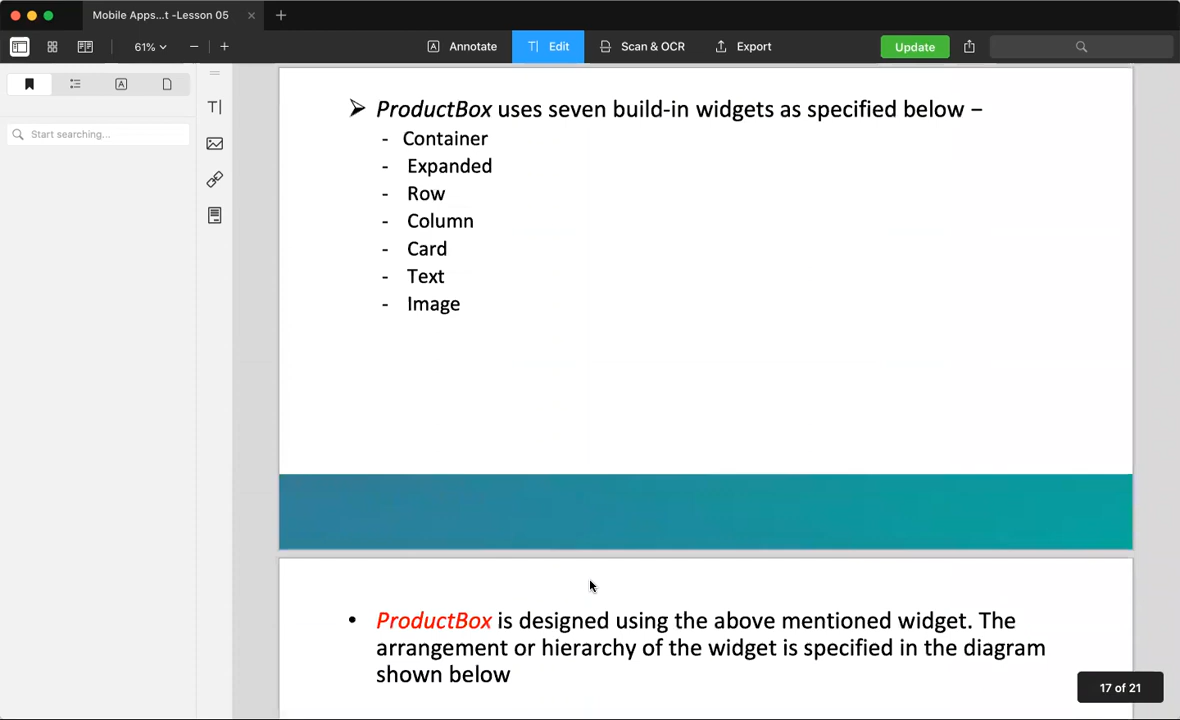 Mobile Apps...t -Lesson 05
61%
Annotate
Edit
Scan & OCR
Export
Update
Start searching...
➢ ProductBox uses seven build-in widgets as specified below –
- Container
- Expanded
- Row
- Column
- Card
- Text
- Image
• ProductBox is designed using the above mentioned widget. The
arrangement or hierarchy of the widget is specified in the diagram
shown below
17 of 21